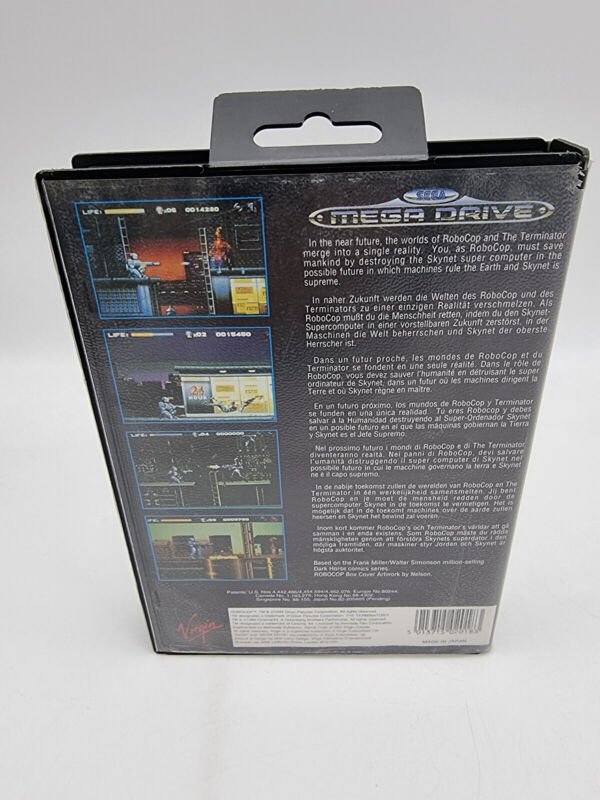 SEGA
MEGA DRIVE
In the near future, the worlds of RoboCop and The Terminator
merge into a single reality. You, as RoboCop, must save
mankind by destroying the Skynet super computer in the
possible future in which machines rule the Earth and Skynet is
supreme.
In naher Zukunft werden die Welten des RoboCop und des
Terminators zu einer einzigen Realität verschmelzen. Als
RoboCop mußt du die Menschheit retten, indem du den Skynet-
Supercomputer in einer vorstellbaren Zukunft zerstörst, in der
Maschinen die Welt beherrschen und Skynet der oberste
Herrscher ist.
Dans un futur proche, les mondes de RoboCop et du
Terminator se fondent en une seule réalité. Dans le rôle de
RoboCop, vous devez sauver l'humanité en détruisant le super
ordinateur de Skynet, dans un futur où les machines dirigent la
Terre et où Skynet règne en maître.
En un futuro próximo, los mundos de RoboCop y Terminator
se funden en una única realidad. Tú eres Robocop y debes
salvar a la Humanidad destruyendo al Super-Ordenador Skynet
en un posible futuro en el que las máquinas gobiernan la Tierra
y Skynet es el Jefe Supremo.
Nel prossimo futuro i mondi di RoboCop e di The Terminator
diventeranno realtà. Nei panni di RoboCop, devi salvare
l'umanità distruggendo il super computer di Skynet nel
possibile futuro in cui le macchine governano la terra e Skynet
ne è il capo supremo.
In de nabije toekomst zullen de werelden van RoboCop en The
Terminator in één werkelijkheid samensmelten. Jij bent
RoboCop en je moet de mensheid redden door de
supercomputer Skynet in de toekomst te vernietigen. Het is
mogelijk dat in de toekomst machines over de aarde zullen
heersen en Skynet het bewind zal voeren.
Inom kort kommer RoboCop's och Terminator's världar att gå
samman i en enda existens. Som RoboCop måste du rädda
mänskligheten genom att förstöra Skynets superdator i den
möjliga framtiden, där maskiner styr Jorden och Skynet är
högsta auktoritet.
Based on the Frank Miller/Walter Simonson million-selling
Dark Horse comics series.
ROBOCOP Box Cover Artwork by Nelson.
LIFE: 06 0014280
LIFE: 02 0015450
24
HOUR
Patents: U.S. Nos
Virgin
5 013715 020183
MADE IN JAPAN